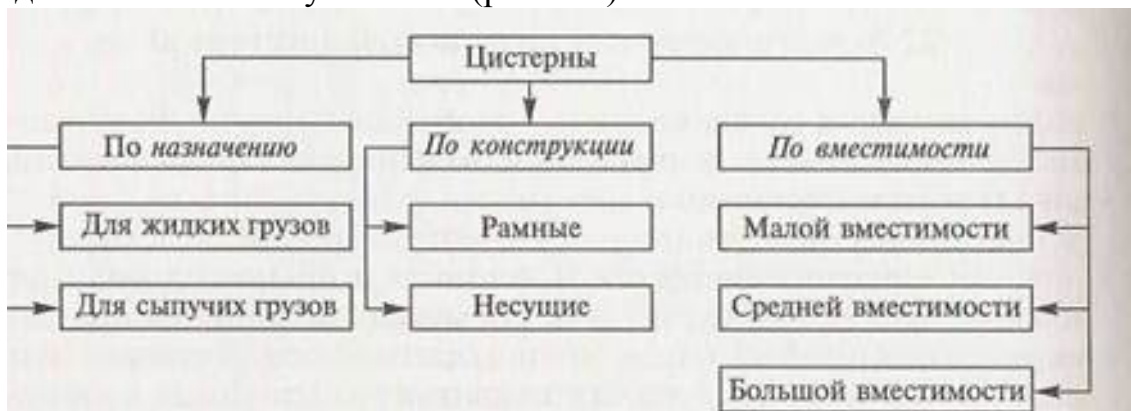 Цистерны
По назначению
По конструкции
По вместимости
Для жидких грузов
Рамные
Малой вместимости
Для сыпучих грузов
Несущие
Средней вместимости
Большой вместимости